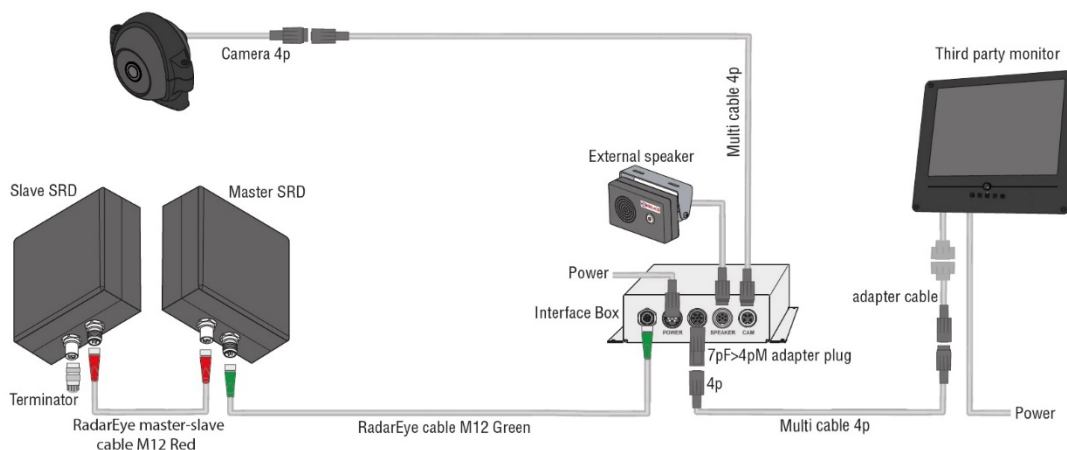 Camera 4p
Third party monitor
Multi cable 4p
External speaker
Slave SRD
Master SRD
Power
Interface Box
POWER
SPEAKER
CAM
adapter cable
7pF>4pM adapter plug
4p
Terminator
RadarEye master-slave
cable M12 Red
RadarEye cable M12 Green
Multi cable 4p
Power